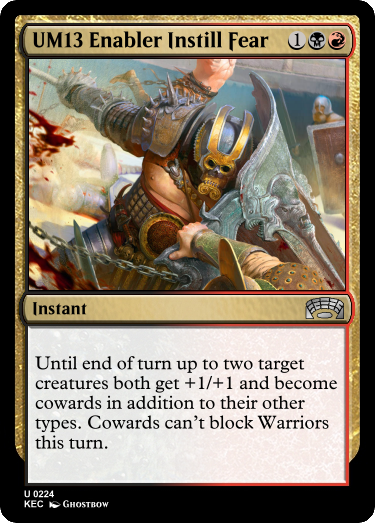 UM13 Enabler Instill Fear 1
Instant
Until end of turn up to two target
creatures both get +1/+1 and become
cowards in addition to their other
types. Cowards can't block Warriors
this turn.
U 0224
KEC Ghostbow